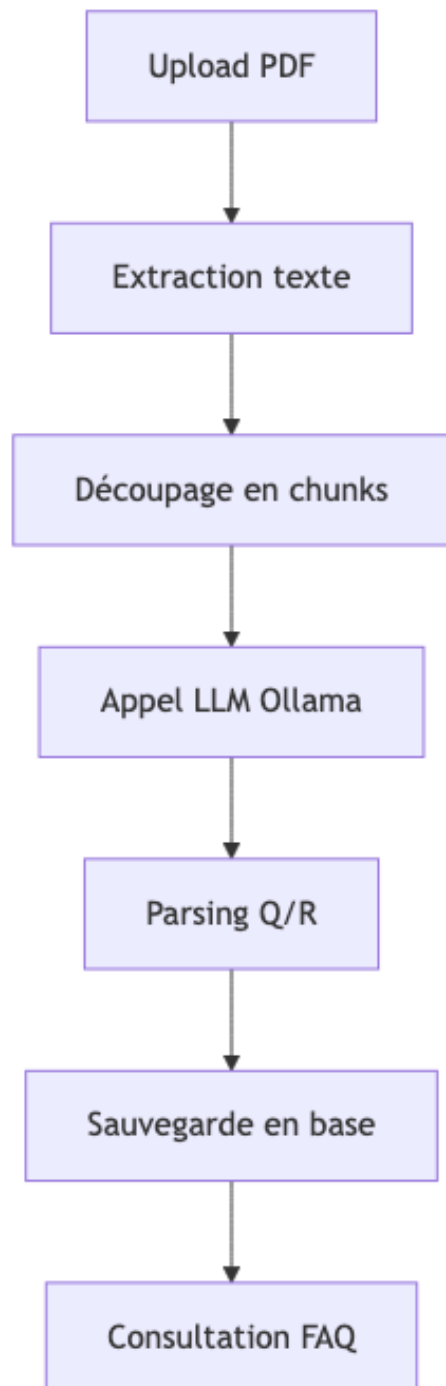 Upload PDF
Extraction texte
Découpage en chunks
Appel LLM Ollama
Parsing Q/R
Sauvegarde en base
Consultation FAQ